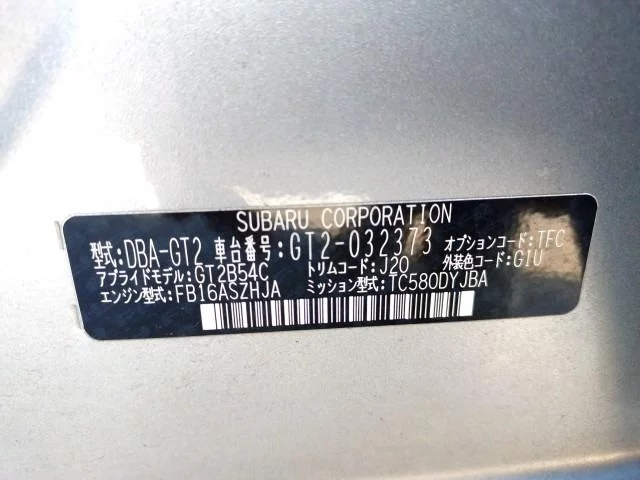 SUBARU CORPORATION
型式:DBA-GT2 車台番号:GT2-032373 オプションコード:TFC
アプライドモデル:GT2B54C トリムコード:J20 外装色コード:G1U
エンジン型式:FB16ASZHJA ミッション型式:TC580DYJBA